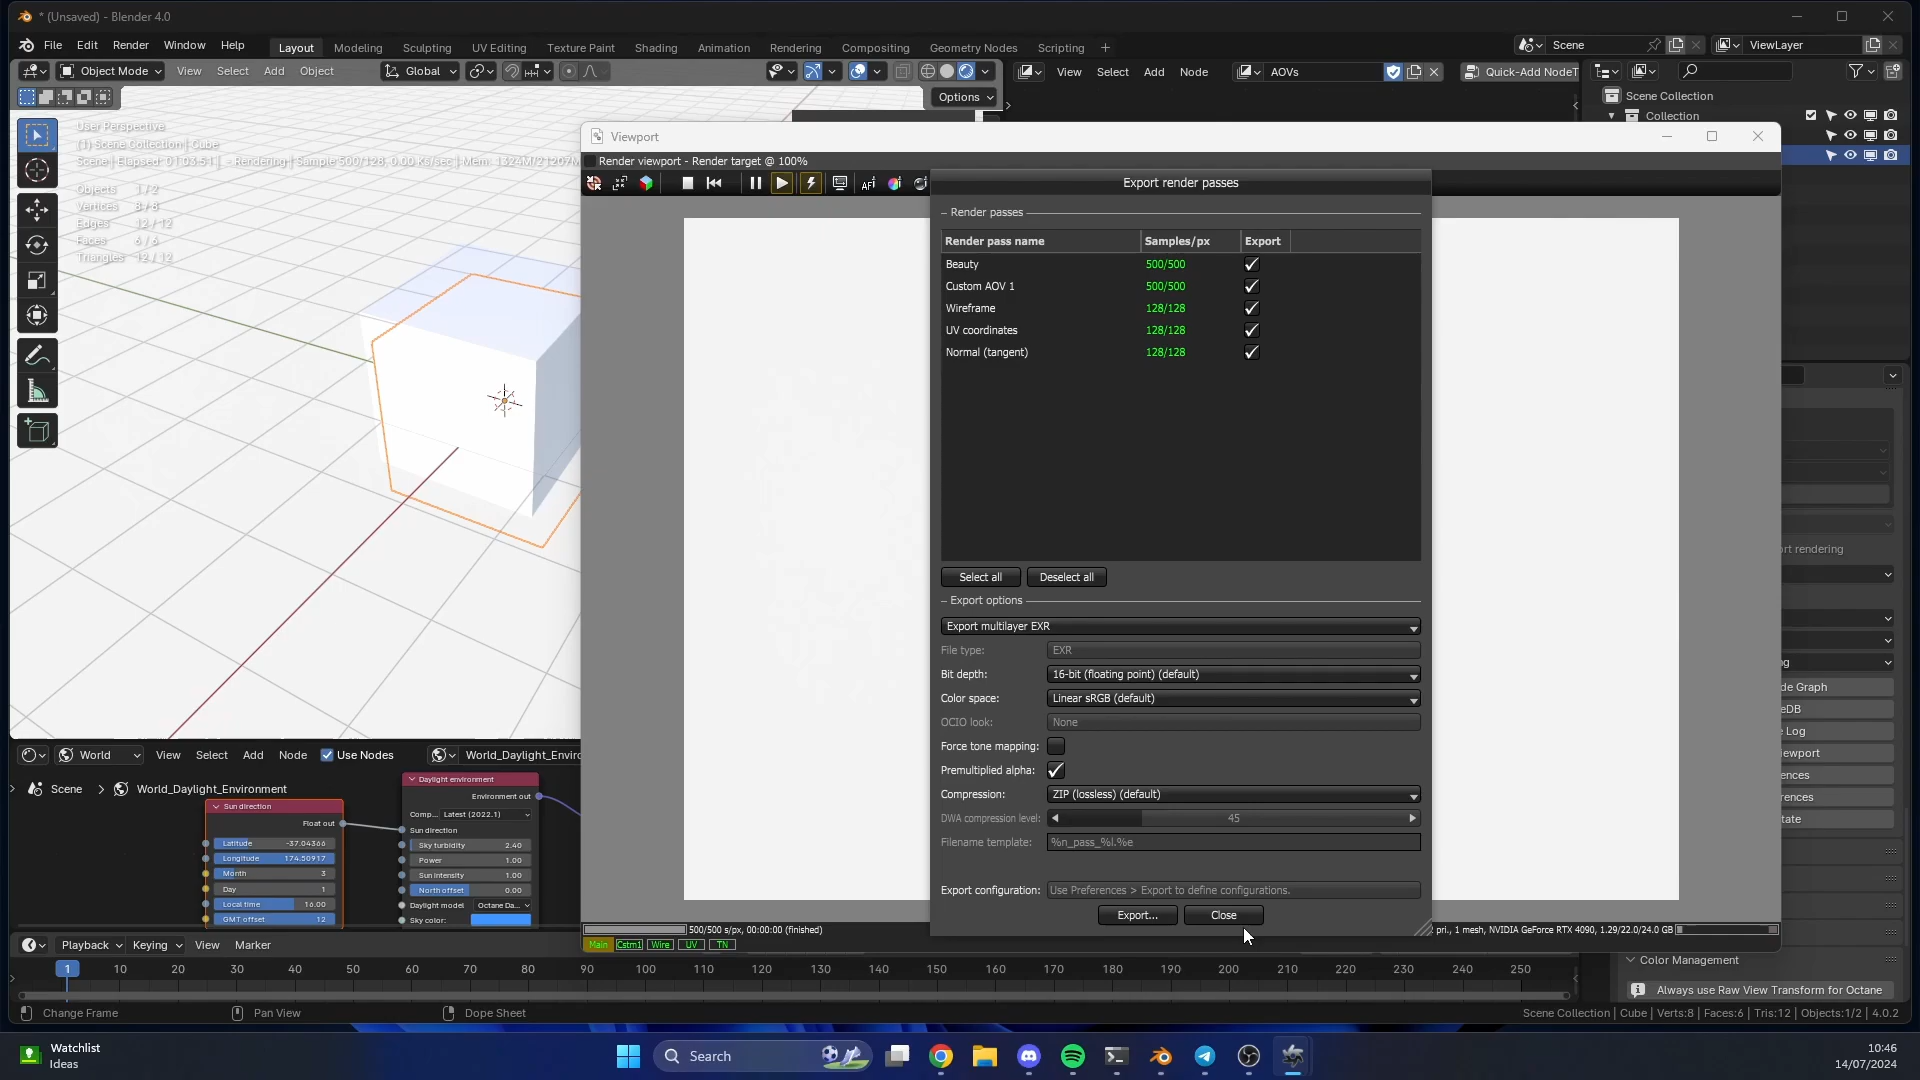 * (Unsaved) - Blender 4.0
File Edit Render Window Help Layout Modeling Sculpting UV Editing Texture Paint Shading Animation Rendering Compositing Geometry Nodes Scripting + Scene ViewLayer
Object Mode View Select Add Object Global View Select Add Node AOVs Quick-Add NodeT
Options
Scene Collection
Collection
User Perspective
(1) Scene Collection | Cube
Objects 1/2
Vertices 8/8
Edges 12/12
Faces 6/6
Triangles 12/12
Viewport
Render viewport - Render target @ 100%
Export render passes
Render passes
Render pass name Samples/px Export
Beauty 500/500
Custom AOV 1 500/500
Wireframe 128/128
UV coordinates 128/128
Normal (tangent) 128/128
Select all Deselect all
Export options
Export multilayer EXR
File type: EXR
Bit depth: 16-bit (floating point) (default)
Color space: Linear sRGB (default)
OCIO look: None
Force tone mapping:
Premultiplied alpha:
Compression: ZIP (lossless) (default)
DWA compression level: 45
Filename template: %n_pass_%l.%e
Export configuration: Use Preferences > Export to define configurations.
Export... Close
500/500 s/px, 00:00:00 (finished)
pri., 1 mesh, NVIDIA GeForce RTX 4090, 1.29/22.0/24.0 GB
Main Cstm1 Wire UV TN
rt rendering
g
de Graph
eDB
e Log
ewport
ences
rences
tate
World View Select Add Node Use Nodes World_Daylight_Enviro
Scene > World_Daylight_Environment
Sun direction
Float out
Latitude -37.04366
Longitude 174.50917
Month 3
Day 1
Local time 16.00
GMT offset 12
Daylight environment
Environment out
Comp... Latest (2022.1)
Sun direction
Sky turbidity 2.40
Power 1.00
Sun intensity 1.00
North offset 0.00
Daylight model Octane Da...
Sky color:
Playback Keying View Marker
1 10 20 30 40 50 60 70 80 90 100 110 120 130 140 150 160 170 180 190 200 210 220 230 240 250
Color Management
Always use Raw View Transform for Octane
Change Frame Pan View Dope Sheet
Scene Collection | Cube | Verts:8 | Faces:6 | Tris:12 | Objects:1/2 | 4.0.2
Watchlist
Ideas
Search
10:46
14/07/2024